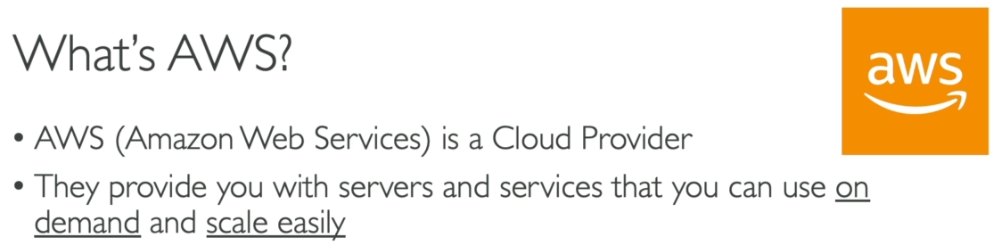 What's AWS?
aws
• AWS (Amazon Web Services) is a Cloud Provider
• They provide you with servers and services that you can use on
demand and scale easily